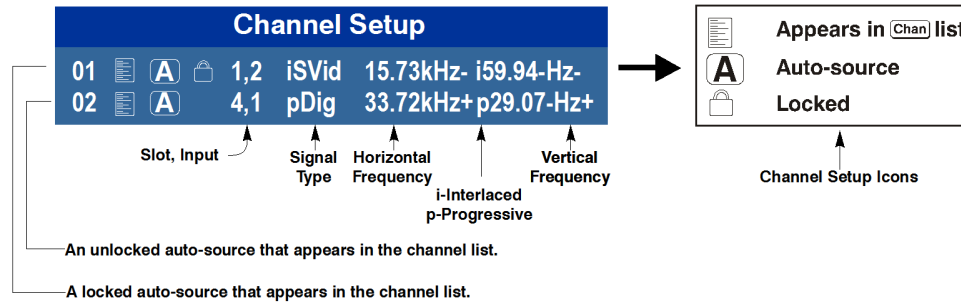 Channel Setup
01 A 1,2 iSVid 15.73kHz- i59.94-Hz-
02 A 4,1 pDig 33.72kHz+ p29.07-Hz+
Slot, Input
Signal
Type
Horizontal
Frequency
i-Interlaced
p-Progressive
Vertical
Frequency
An unlocked auto-source that appears in the channel list.
A locked auto-source that appears in the channel list.
Appears in Chan list
A Auto-source
Locked
Channel Setup Icons